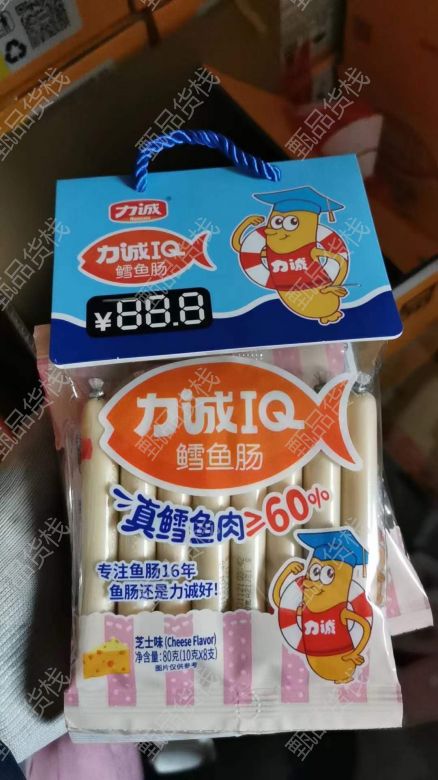 力诚
力诚IQ
鳕鱼肠
力诚
¥88.8
力诚IQ
鳕鱼肠
真鳕鱼肉≥60%
专注鱼肠16年
鱼肠还是力诚好!
力诚
芝士味 (Cheese Flavor)
净含量: 80克(10克X8支)
图片仅供参考
甄品货栈